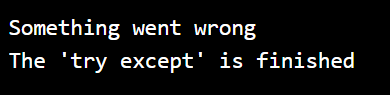 Something went wrong
The 'try except' is finished